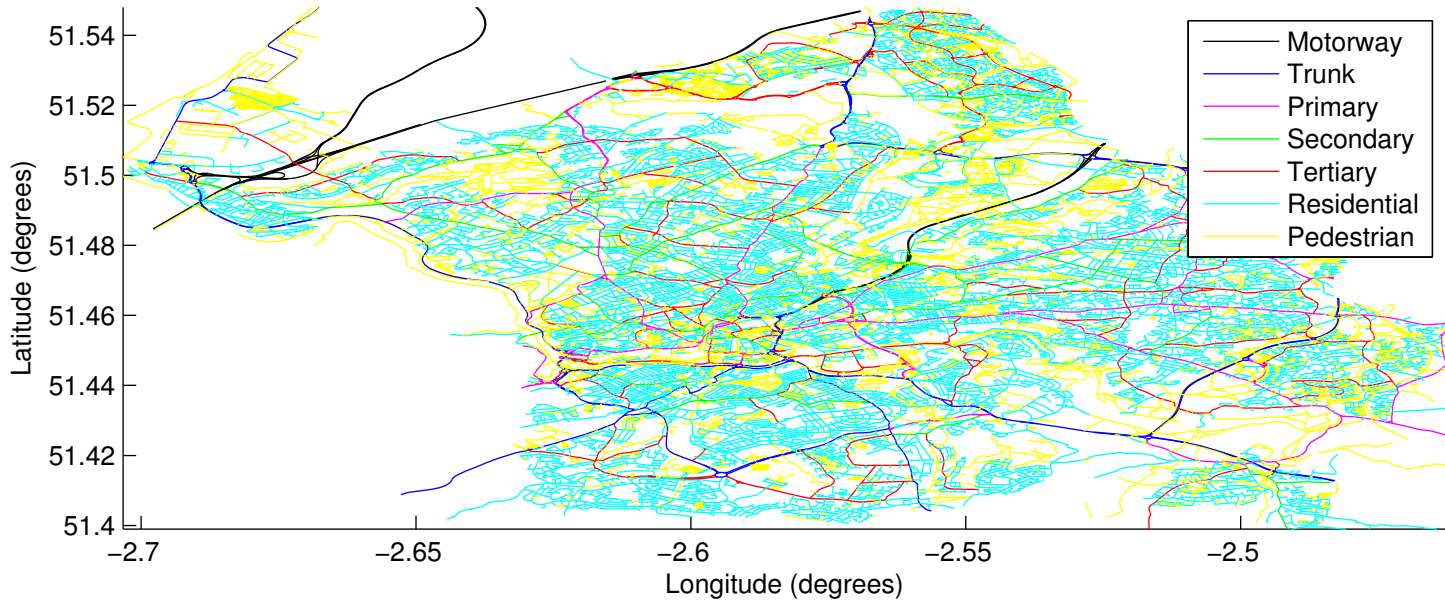 51.54
51.52
51.5
51.48
51.46
51.44
51.42
51.4
Latitude (degrees)
−2.7
−2.65
−2.6
−2.55
−2.5
Longitude (degrees)
Motorway
Trunk
Primary
Secondary
Tertiary
Residential
Pedestrian